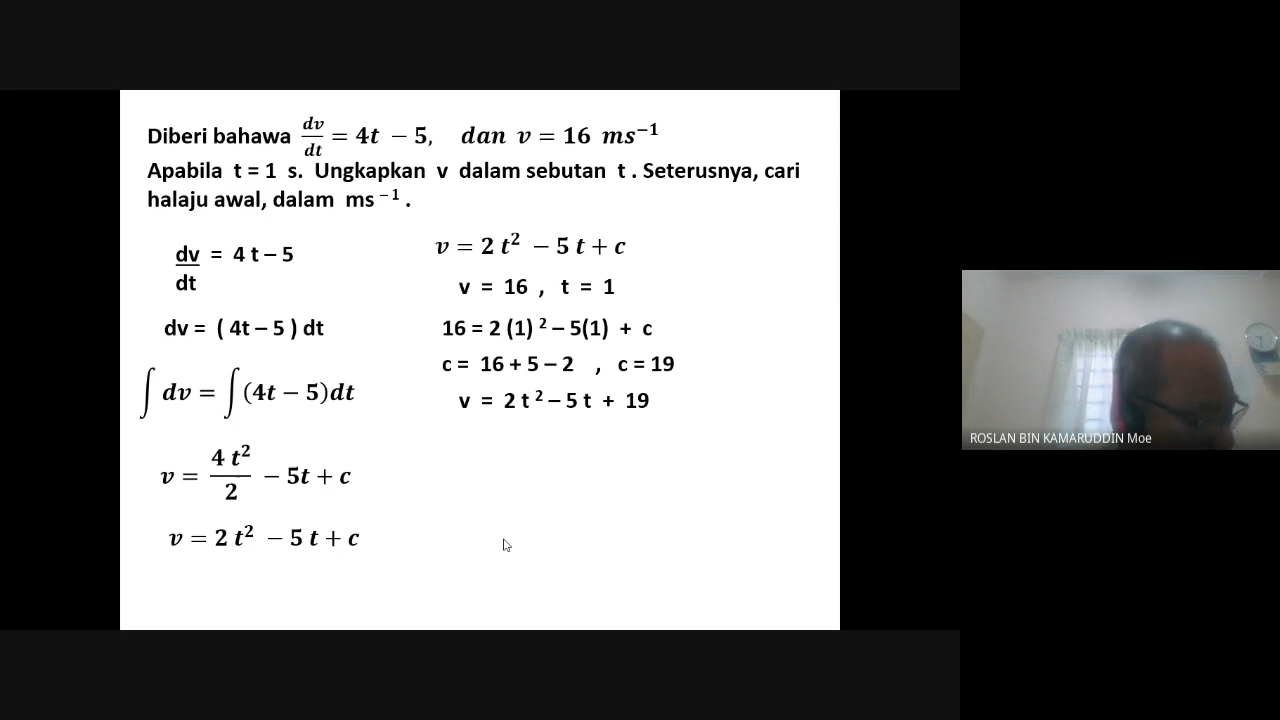 Diberi bahawa dv/dt = 4t − 5, dan v = 16 ms⁻¹
Apabila t = 1 s. Ungkapkan v dalam sebutan t . Seterusnya, cari
halaju awal, dalam ms ⁻¹ .
dv = 4 t – 5
dt
dv = ( 4t – 5 ) dt
∫ dv = ∫ (4t − 5)dt
v = 4 t²/2 − 5t + c
v = 2 t² − 5 t + c
v = 2 t² − 5 t + c
v = 16 , t = 1
16 = 2 (1) ² – 5(1) + c
c = 16 + 5 – 2 , c = 19
v = 2 t ² – 5 t + 19
ROSLAN BIN KAMARUDDIN Moe